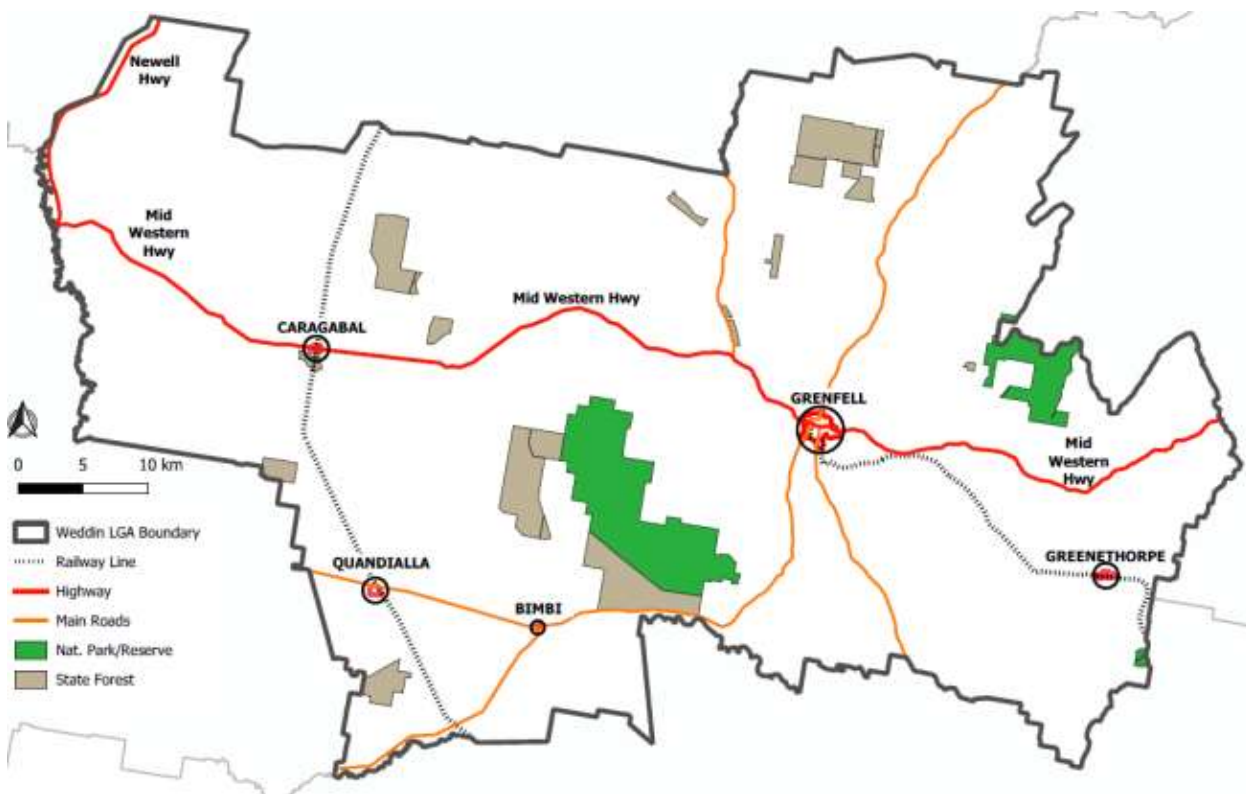 Newell
Hwy
Mid
Western
Hwy
Mid Western Hwy
CARAGABAL
GRENFELL
Mid
Western
Hwy
0 5 10 km
Weddin LGA Boundary
Railway Line
Highway
Main Roads
Nat. Park/Reserve
State Forest
QUANDIALLA
BIMBI
GREENETHORPE